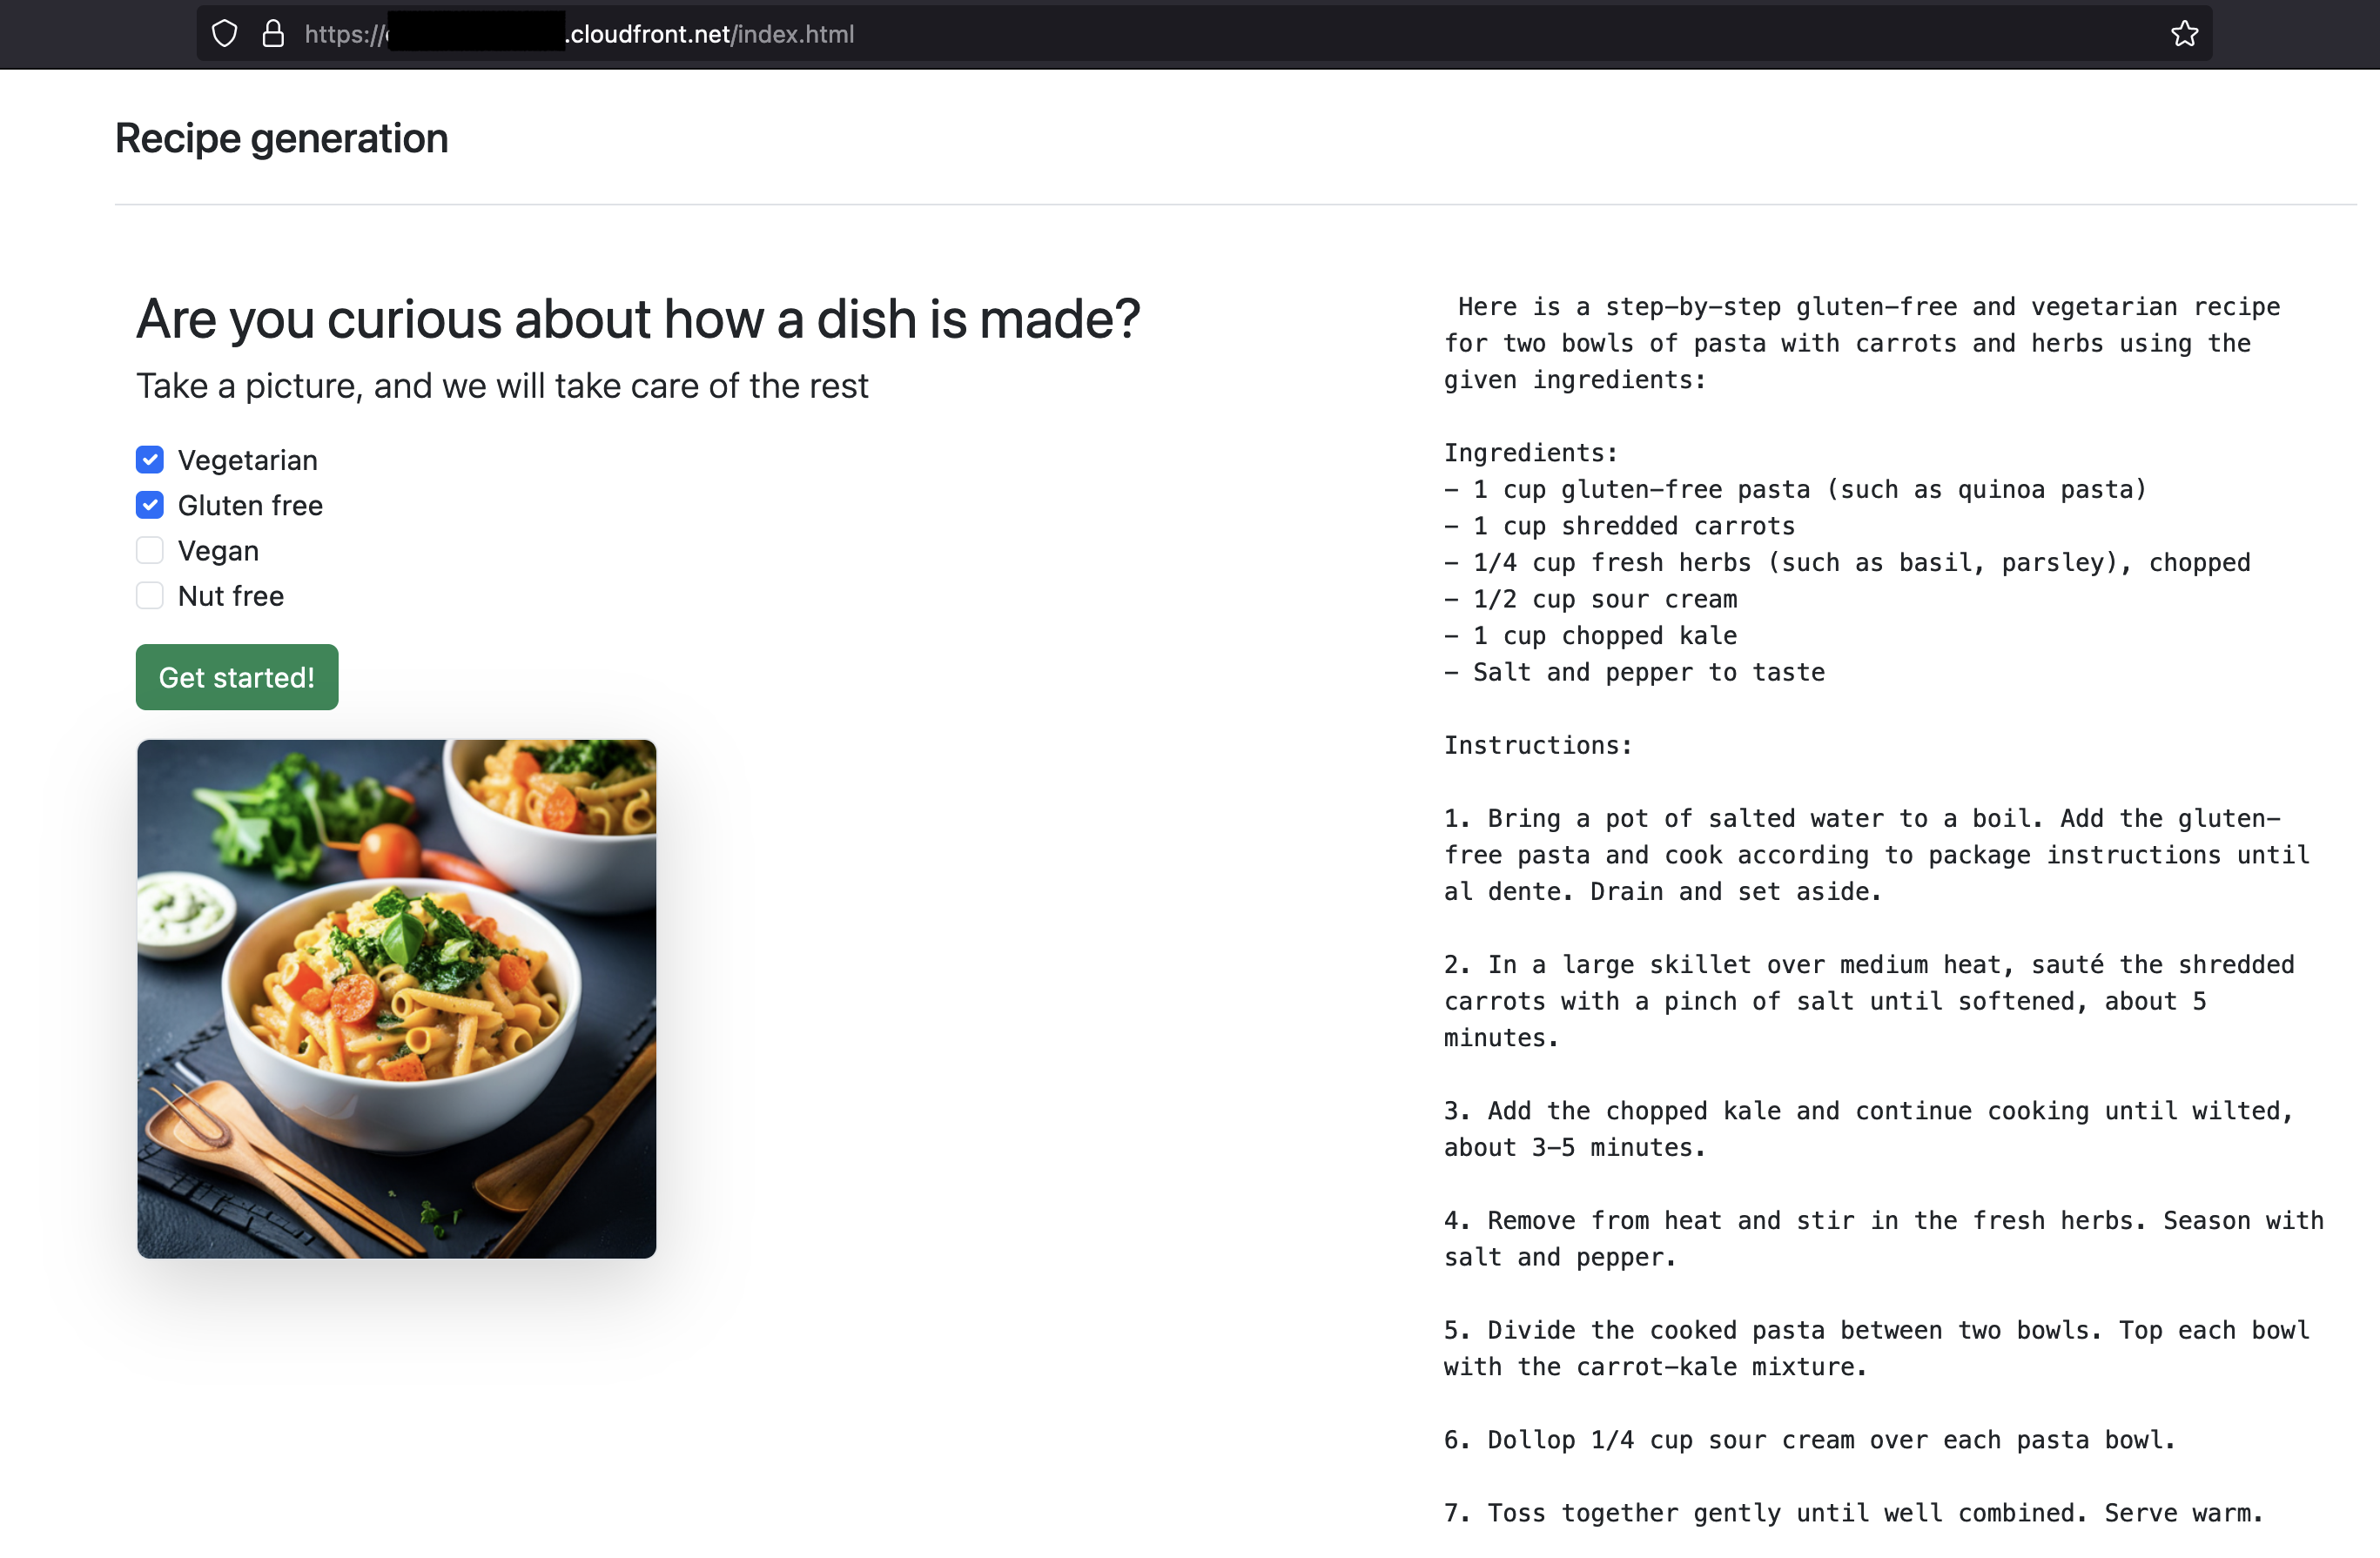 https:// .cloudfront.net/index.html
Recipe generation
Are you curious about how a dish is made?
Take a picture, and we will take care of the rest
Vegetarian
Gluten free
Vegan
Nut free
Get started!
Here is a step-by-step gluten-free and vegetarian recipe
for two bowls of pasta with carrots and herbs using the
given ingredients:
Ingredients:
- 1 cup gluten-free pasta (such as quinoa pasta)
- 1 cup shredded carrots
- 1/4 cup fresh herbs (such as basil, parsley), chopped
- 1/2 cup sour cream
- 1 cup chopped kale
- Salt and pepper to taste
Instructions:
1. Bring a pot of salted water to a boil. Add the gluten-
free pasta and cook according to package instructions until
al dente. Drain and set aside.
2. In a large skillet over medium heat, sauté the shredded
carrots with a pinch of salt until softened, about 5
minutes.
3. Add the chopped kale and continue cooking until wilted,
about 3-5 minutes.
4. Remove from heat and stir in the fresh herbs. Season with
salt and pepper.
5. Divide the cooked pasta between two bowls. Top each bowl
with the carrot-kale mixture.
6. Dollop 1/4 cup sour cream over each pasta bowl.
7. Toss together gently until well combined. Serve warm.